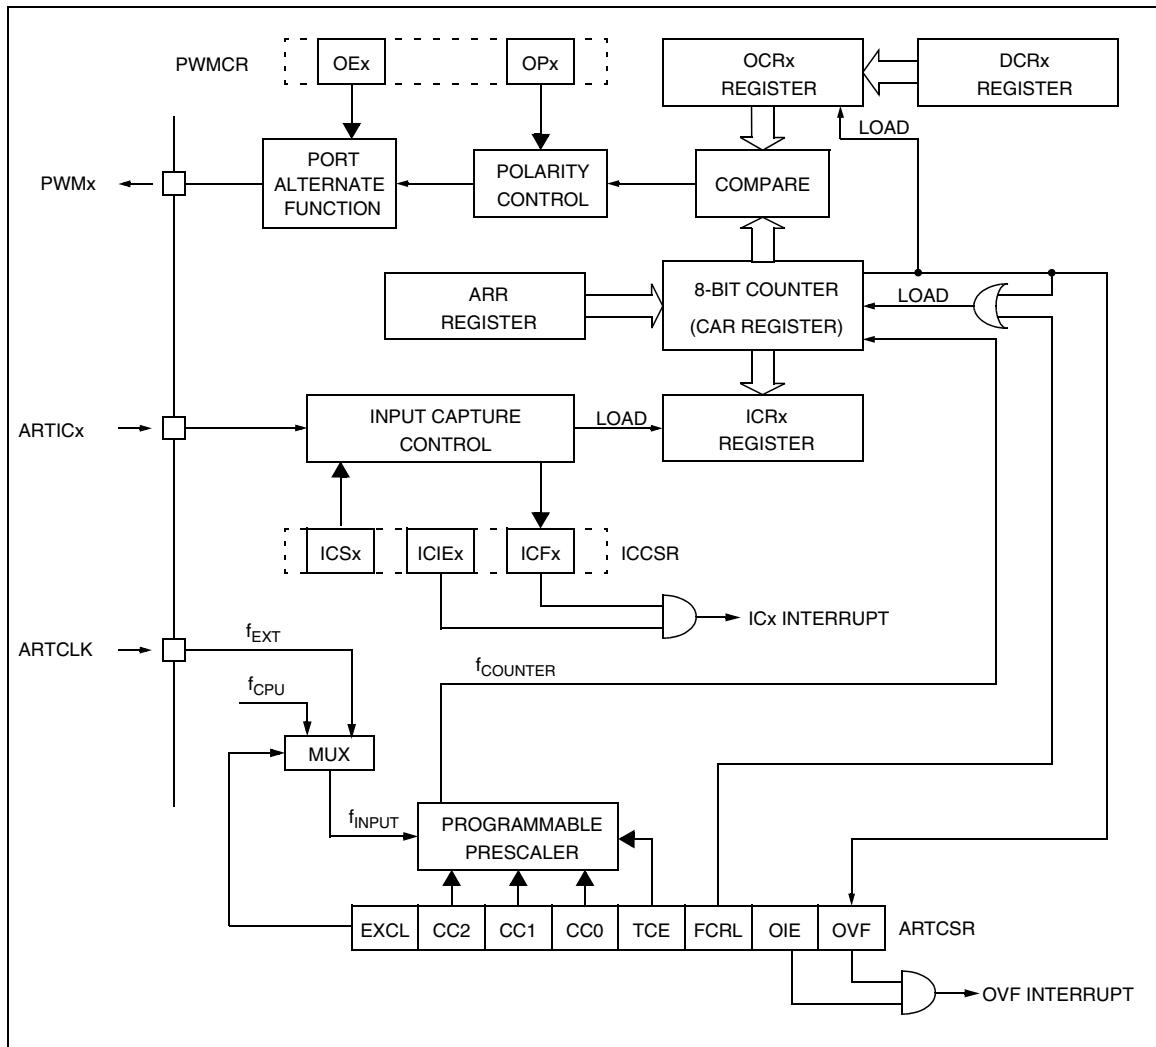 PWMCR
OEx
OPx
OCRx
REGISTER
DCRx
REGISTER
LOAD
PWMx
PORT
ALTERNATE
FUNCTION
POLARITY
CONTROL
COMPARE
ARR
REGISTER
8-BIT COUNTER
(CAR REGISTER)
LOAD
ARTICx
INPUT CAPTURE
CONTROL
LOAD
ICRx
REGISTER
ICSx
ICIEx
ICFx
ICCSR
ICx INTERRUPT
ARTCLK
fEXT
fCPU
fCOUNTER
MUX
fINPUT
PROGRAMMABLE
PRESCALER
EXCL
CC2
CC1
CC0
TCE
FCRL
OIE
OVF
ARTCSR
OVF INTERRUPT